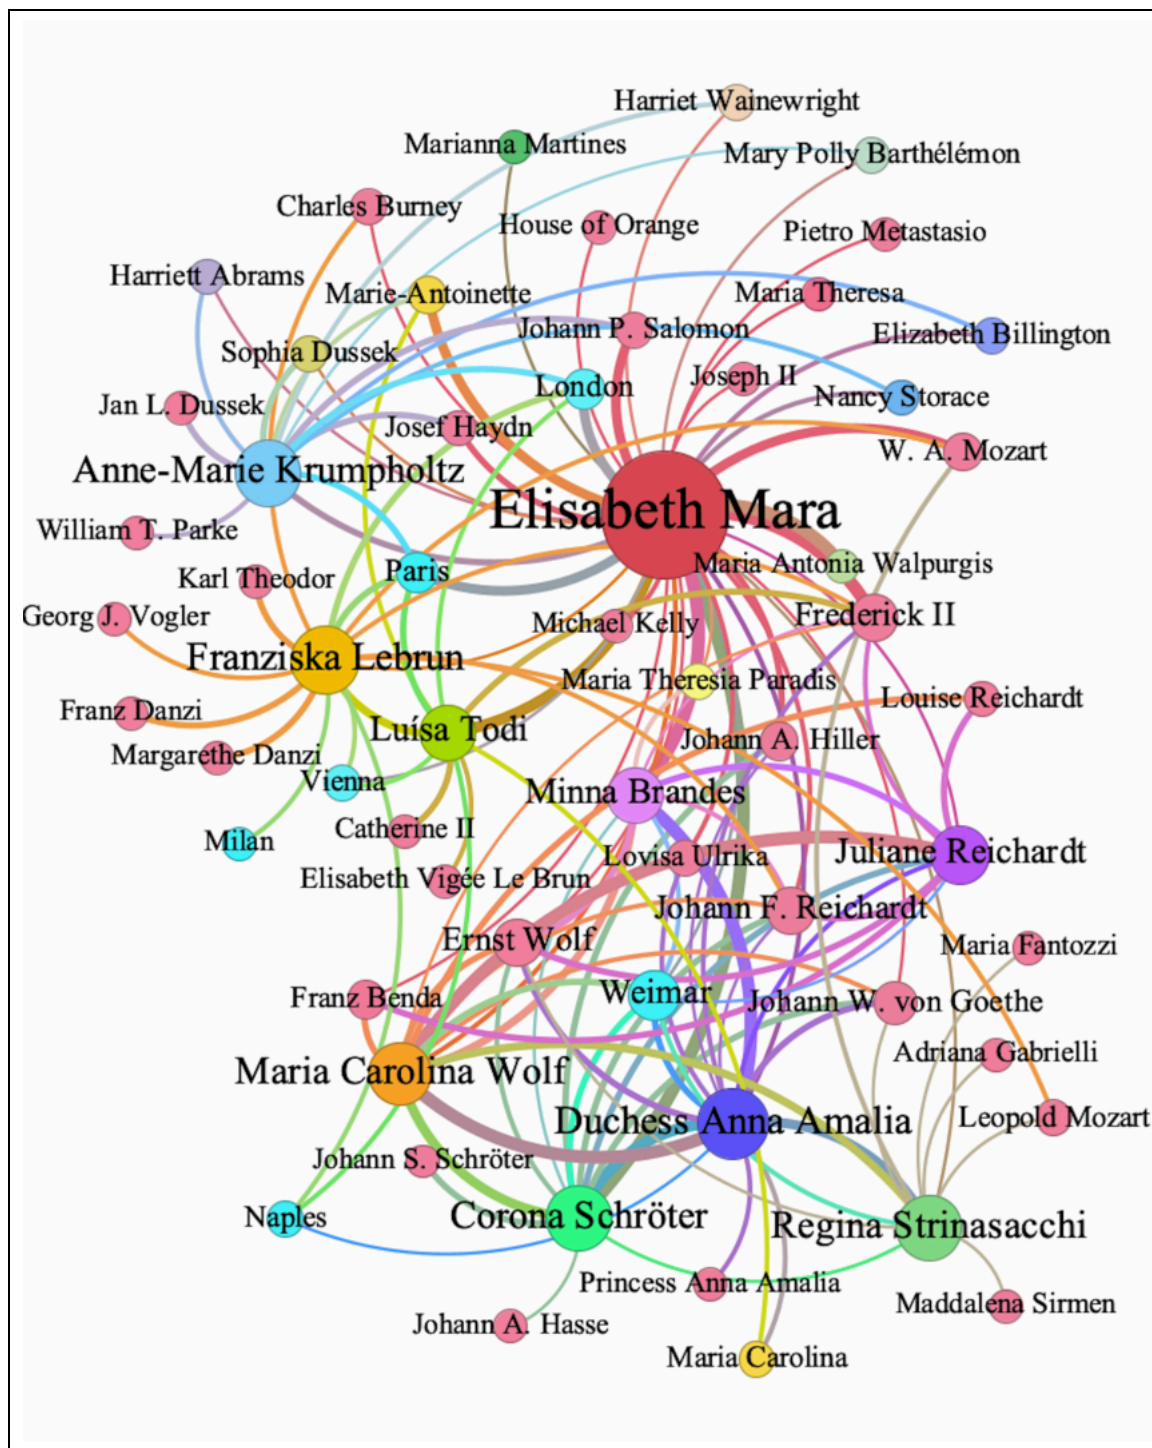 Harriet Wainewright
Marianna Martines
Mary Polly Barthélémon
Charles Burney
House of Orange
Pietro Metastasio
Harriett Abrams
Marie-Antoinette
Maria Theresa
Johann P. Salomon
Elizabeth Billington
Sophia Dussek
Joseph II
London
Nancy Storace
Jan L. Dussek
Josef Haydn
W. A. Mozart
Anne-Marie Krumpholtz
Elisabeth Mara
William T. Parke
Maria Antonia Walpurgis
Paris
Karl Theodor
Georg J. Vogler
Frederick II
Michael Kelly
Franziska Lebrun
Maria Theresia Paradis
Louise Reichardt
Franz Danzi
Luísa Todi
Johann A. Hiller
Margarethe Danzi
Vienna
Minna Brandes
Catherine II
Milan
Lovisa Ulrika
Juliane Reichardt
Elisabeth Vigée Le Brun
Johann F. Reichardt
Ernst Wolf
Maria Fantozzi
Weimar
Franz Benda
Johann W. von Goethe
Adriana Gabrielli
Maria Carolina Wolf
Duchess Anna Amalia
Leopold Mozart
Johann S. Schröter
Naples
Corona Schröter
Regina Strinasacchi
Princess Anna Amalia
Maddalena Sirmen
Johann A. Hasse
Maria Carolina